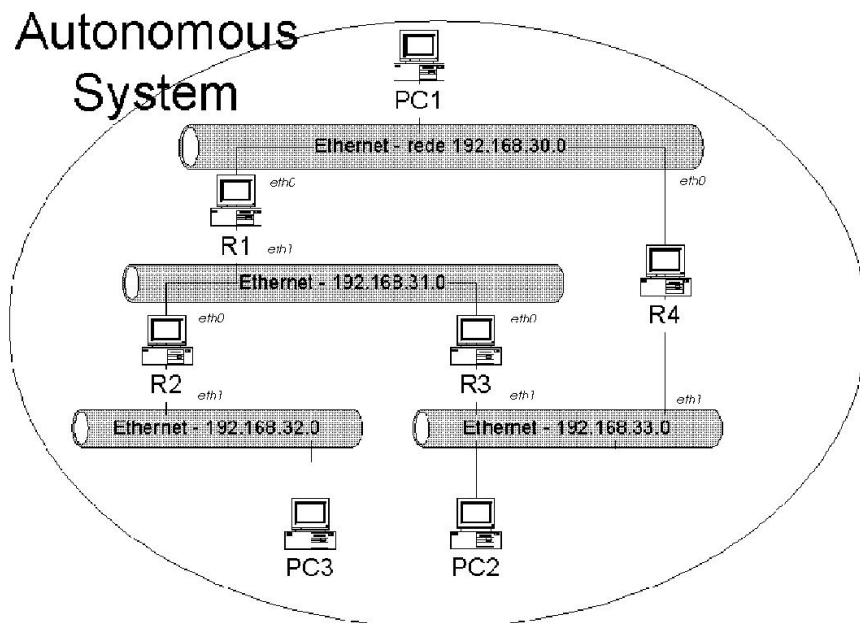 Autonomous
System
PC1
Ethernet - rede 192.168.30.0
eth0
eth0
R1
eth1
Ethernet - 192.168.31.0
R4
eth0
eth0
R2
R3
eth1
eth1
eth1
Ethernet - 192.168.32.0
Ethernet - 192.168.33.0
PC3
PC2